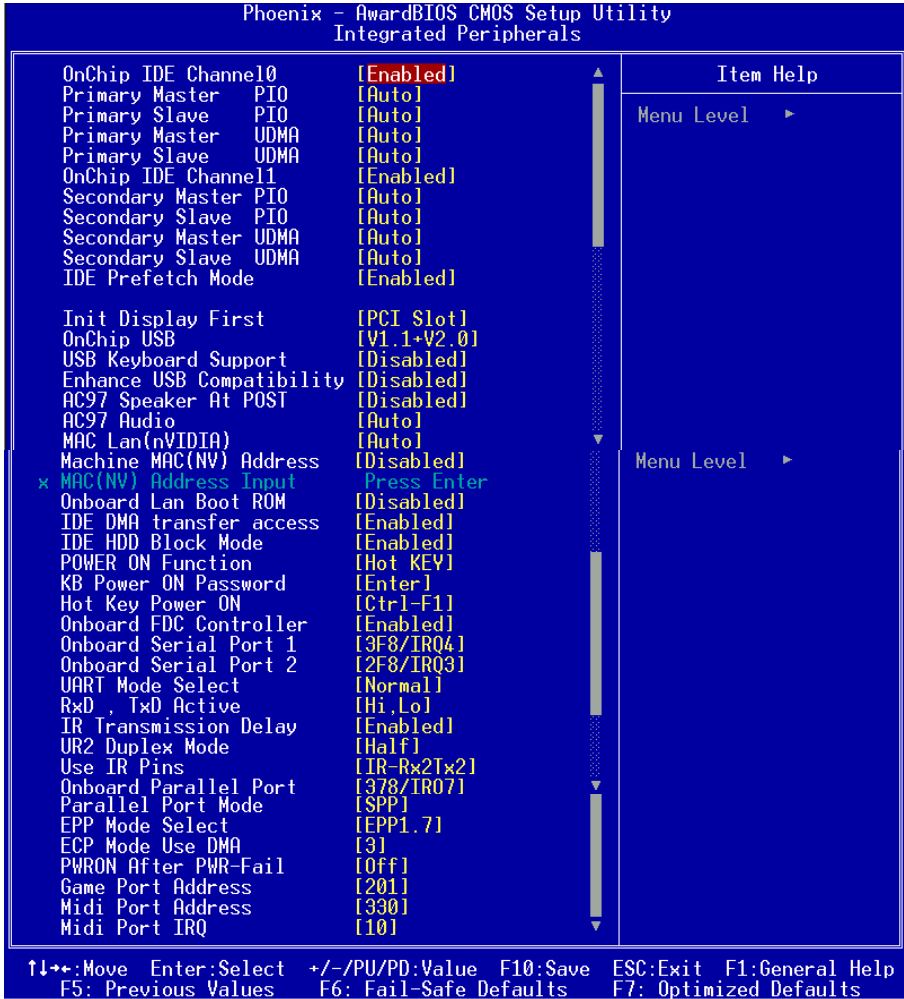 Phoenix - AwardBIOS CMOS Setup Utility
Integrated Peripherals
OnChip IDE Channel0 [Enabled]
Item Help
Primary Master PIO [Auto]
Primary Slave PIO [Auto]
Menu Level ►
Primary Master UDMA [Auto]
Primary Slave UDMA [Auto]
OnChip IDE Channel1 [Enabled]
Secondary Master PIO [Auto]
Secondary Slave PIO [Auto]
Secondary Master UDMA [Auto]
Secondary Slave UDMA [Auto]
IDE Prefetch Mode [Enabled]
Init Display First [PCI Slot]
OnChip USB [V1.1+V2.0]
USB Keyboard Support [Disabled]
Enhance USB Compatibility [Disabled]
AC97 Speaker At POST [Disabled]
AC97 Audio [Auto]
MAC Lan(nVIDIA) [Auto]
Machine MAC(NV) Address [Disabled]
Menu Level ►
x MAC(NV) Address Input Press Enter
Onboard Lan Boot ROM [Disabled]
IDE DMA transfer access [Enabled]
IDE HDD Block Mode [Enabled]
POWER ON Function [Hot KEY]
KB Power ON Password [Enter]
Hot Key Power ON [Ctrl-F1]
Onboard FDC Controller [Enabled]
Onboard Serial Port 1 [3F8/IRQ4]
Onboard Serial Port 2 [2F8/IRQ3]
UART Mode Select [Normal]
RxD , TxD Active [Hi,Lo]
IR Transmission Delay [Enabled]
UR2 Duplex Mode [Half]
Use IR Pins [IR-Rx2Tx2]
Onboard Parallel Port [378/IRQ7]
Parallel Port Mode [SPP]
EPP Mode Select [EPP1.7]
ECP Mode Use DMA [3]
PWRON After PWR-Fail [Off]
Game Port Address [201]
Midi Port Address [330]
Midi Port IRQ [10]
↑↓→←:Move Enter:Select +/-/PU/PD:Value F10:Save ESC:Exit F1:General Help
F5: Previous Values F6: Fail-Safe Defaults F7: Optimized Defaults